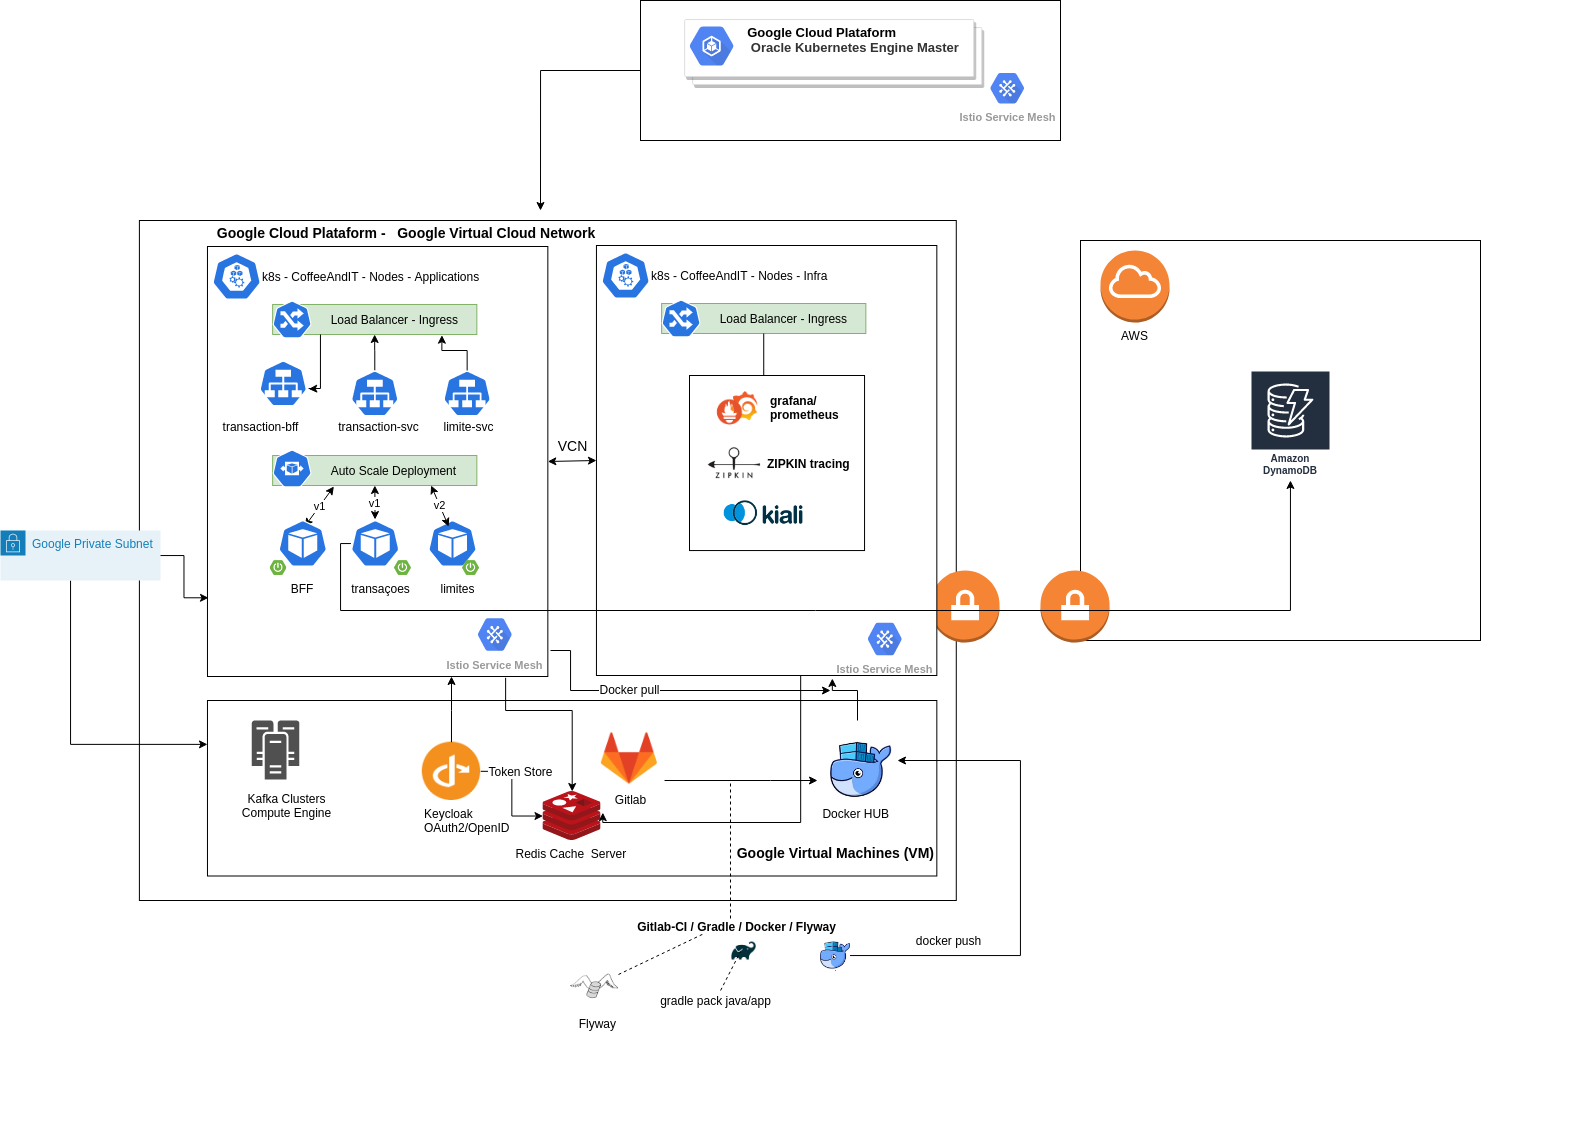 Google Cloud Plataform
Oracle Kubernetes Engine Master
Istio Service Mesh
Google Cloud Plataform -   Google Virtual Cloud Network
k8s - CoffeeAndIT - Nodes - Applications
Load Balancer - Ingress
transaction-bff
transaction-svc
limite-svc
Auto Scale Deployment
v1
v1
v2
BFF
transaçoes
limites
Istio Service Mesh
VCN
k8s - CoffeeAndIT - Nodes - Infra
Load Balancer - Ingress
grafana/
prometheus
ZIPKIN
ZIPKIN tracing
kiali
Istio Service Mesh
AWS
Amazon
DynamoDB
Google Private Subnet
Docker pull
Kafka Clusters
Compute Engine
Keycloak
OAuth2/OpenID
Token Store
Redis Cache  Server
Gitlab
Docker HUB
Google Virtual Machines (VM)
Gitlab-CI / Gradle / Docker / Flyway
docker push
gradle pack java/app
Flyway